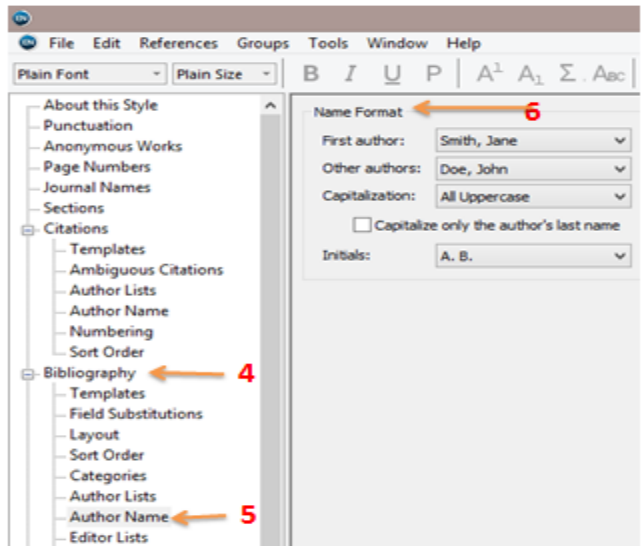 EN
EN File Edit References Groups Tools Window Help
Plain Font Plain Size B I U P A¹ A₁ Σ ABC
About this Style
Punctuation
Anonymous Works
Page Numbers
Journal Names
Sections
Citations
Templates
Ambiguous Citations
Author Lists
Author Name
Numbering
Sort Order
Bibliography 4
Templates
Field Substitutions
Layout
Sort Order
Categories
Author Lists
Author Name 5
Editor Lists
Name Format 6
First author: Smith, Jane
Other authors: Doe, John
Capitalization: All Uppercase
Capitalize only the author's last name
Initials: A. B.